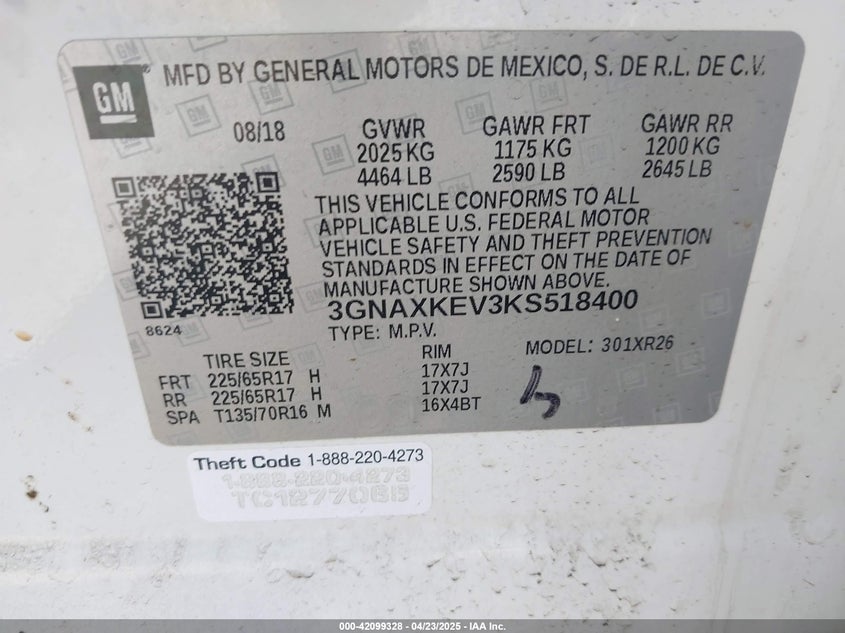 GM
MFD BY GENERAL MOTORS DE MEXICO, S. DE R.L. DE C.V.
08/18
GVWR GAWR FRT GAWR RR
2025 KG 1175 KG 1200 KG
4464 LB 2590 LB 2645 LB
THIS VEHICLE CONFORMS TO ALL
APPLICABLE U.S. FEDERAL MOTOR
VEHICLE SAFETY AND THEFT PREVENTION
STANDARDS IN EFFECT ON THE DATE OF
MANUFACTURE SHOWN ABOVE.
3GNAXKEV3KS518400
8624
TYPE: M.P.V.
TIRE SIZE RIM MODEL: 301XR26
FRT 225/65R17 H 17X7J
RR 225/65R17 H 17X7J
SPA T135/70R16 M 16X4BT
Theft Code 1-888-220-4273
1-888-220-4273
000-42099328 - 04/23/2025 - IAA Inc.